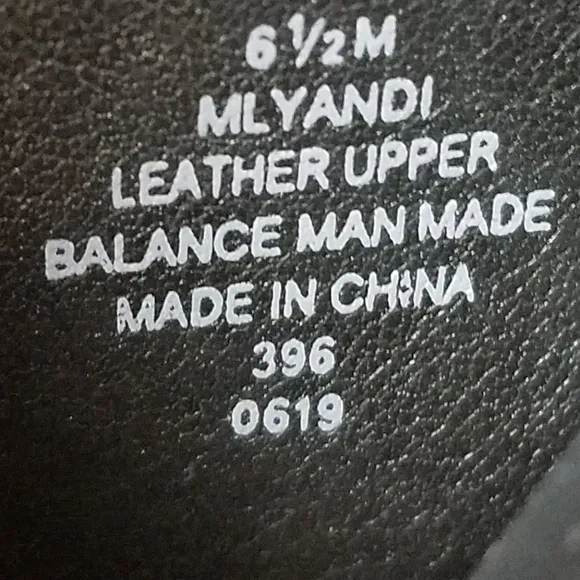 6 1/2 M
MLYANDI
LEATHER UPPER
BALANCE MAN MADE
MADE IN CHINA
396
0619